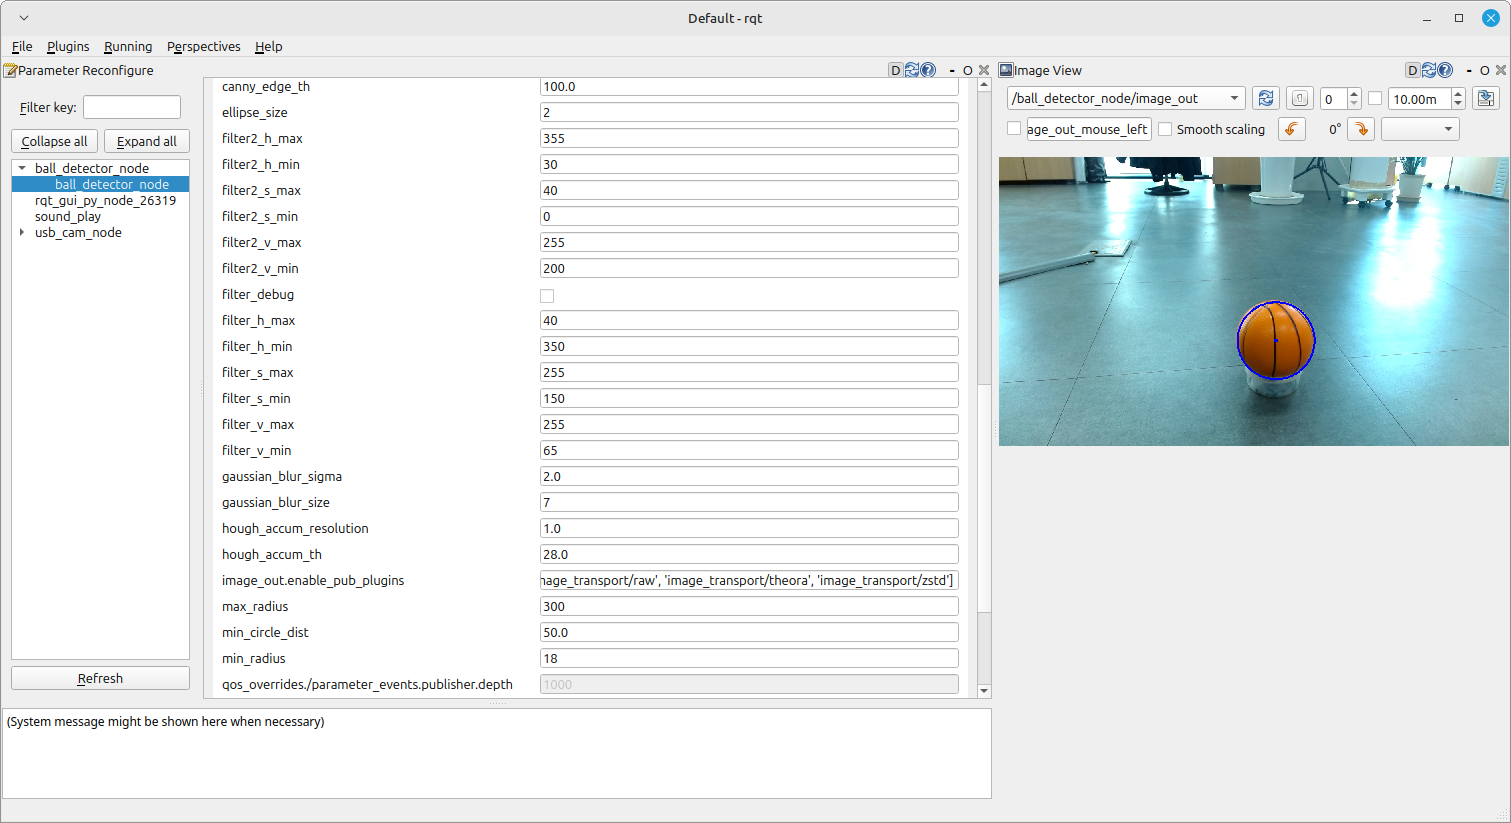 Default - rqt
File Plugins Running Perspectives Help
Parameter Reconfigure
D
- O
Filter key:
Collapse all
Expand all
ball_detector_node
ball_detector_node
rqt_gui_py_node_26319
sound_play
usb_cam_node
Refresh
canny_edge_th 100.0
ellipse_size 2
filter2_h_max 355
filter2_h_min 30
filter2_s_max 40
filter2_s_min 0
filter2_v_max 255
filter2_v_min 200
filter_debug
filter_h_max 40
filter_h_min 350
filter_s_max 255
filter_s_min 150
filter_v_max 255
filter_v_min 65
gaussian_blur_sigma 2.0
gaussian_blur_size 7
hough_accum_resolution 1.0
hough_accum_th 28.0
image_out.enable_pub_plugins nage_transport/raw', 'image_transport/theora', 'image_transport/zstd']
max_radius 300
min_circle_dist 50.0
min_radius 18
qos_overrides./parameter_events.publisher.depth 1000
(System message might be shown here when necessary)
Image View
D
- O
/ball_detector_node/image_out
0
10.00m
age_out_mouse_left
Smooth scaling
0°